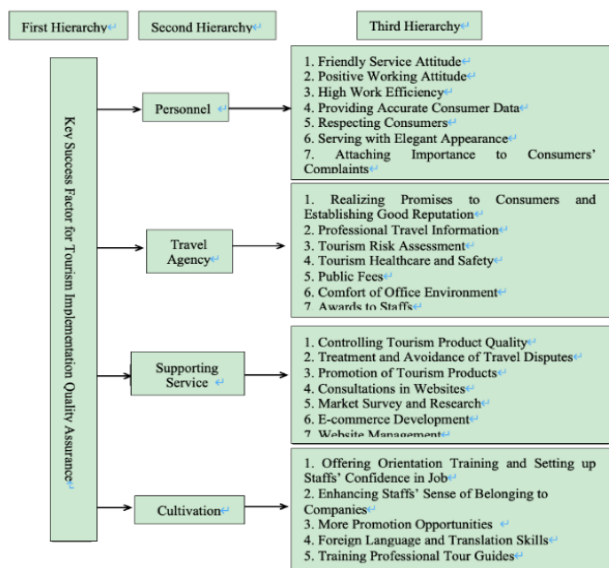 First Hierarchy
Second Hierarchy
Third Hierarchy
Key Success Factor for Tourism Implementation Quality Assurance
Personnel
1. Friendly Service Attitude
2. Positive Working Attitude
3. High Work Efficiency
4. Providing Accurate Consumer Data
5. Respecting Consumers
6. Serving with Elegant Appearance
7. Attaching Importance to Consumers'
Complaints
Travel
Agency
1. Realizing Promises to Consumers and
Establishing Good Reputation
2. Professional Travel Information
3. Tourism Risk Assessment
4. Tourism Healthcare and Safety
5. Public Fees
6. Comfort of Office Environment
7. Awards to Staffs
Supporting
Service
1. Controlling Tourism Product Quality
2. Treatment and Avoidance of Travel Disputes
3. Promotion of Tourism Products
4. Consultations in Websites
5. Market Survey and Research
6. E-commerce Development
7. Website Management
Cultivation
1. Offering Orientation Training and Setting up
Staffs' Confidence in Job
2. Enhancing Staffs' Sense of Belonging to
Companies
3. More Promotion Opportunities
4. Foreign Language and Translation Skills
5. Training Professional Tour Guides